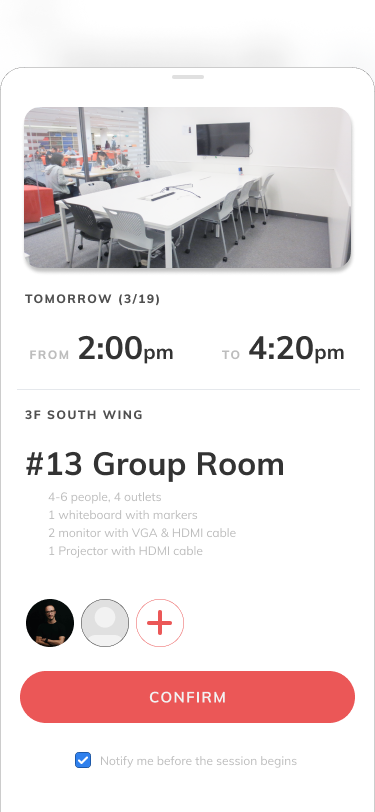 TOMORROW (3/19)
FROM 2:00pm TO 4:20pm
3F SOUTH WING
#13 Group Room
4-6 people, 4 outlets
1 whiteboard with markers
2 monitor with VGA & HDMI cable
1 Projector with HDMI cable
CONFIRM
Notify me before the session begins